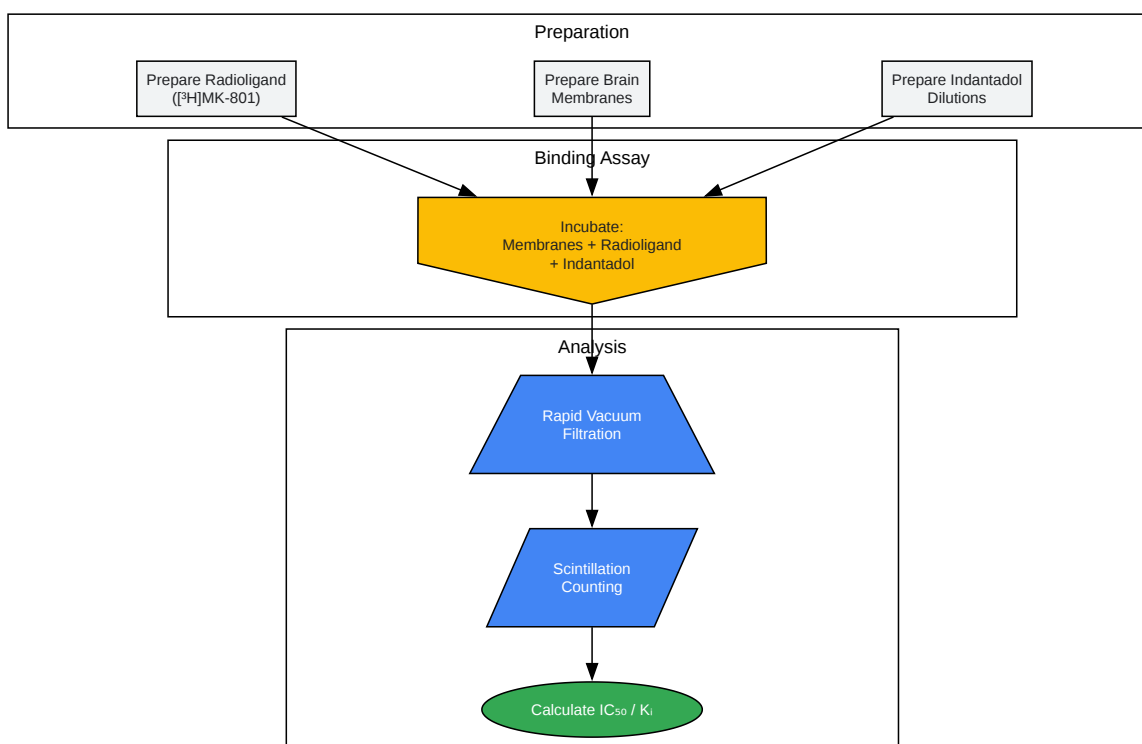 Preparation
Prepare Radioligand
([³H]MK-801)
Prepare Brain
Membranes
Prepare Indantadol
Dilutions
Binding Assay
Incubate:
Membranes + Radioligand
+ Indantadol
Analysis
Rapid Vacuum
Filtration
Scintillation
Counting
Calculate IC₅₀ / Kᵢ